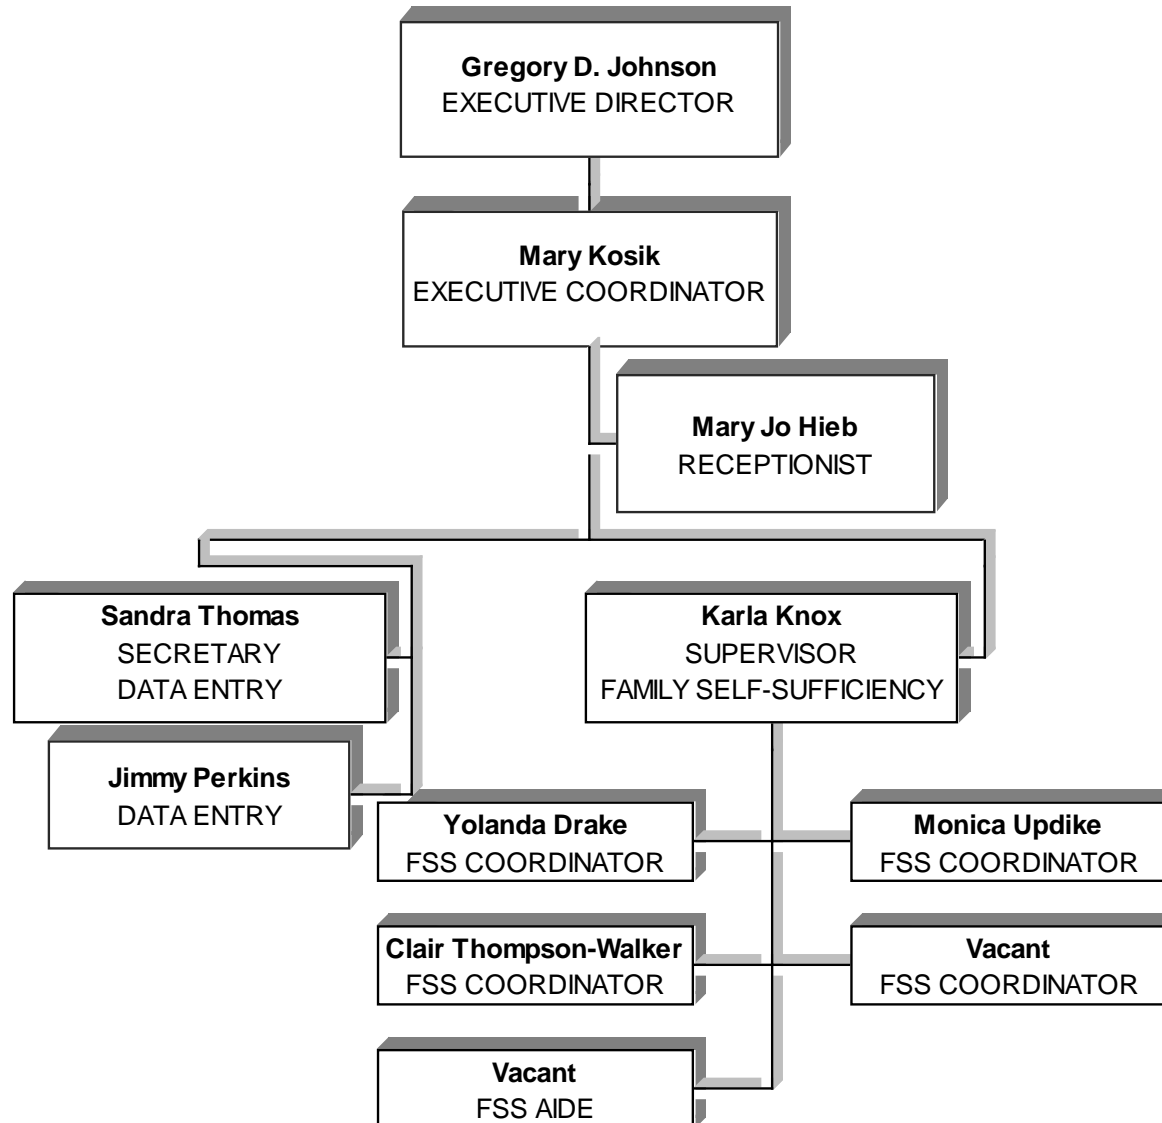 Gregory D. Johnson
EXECUTIVE DIRECTOR
Mary Kosik
EXECUTIVE COORDINATOR
Mary Jo Hieb
RECEPTIONIST
Sandra Thomas
SECRETARY
DATA ENTRY
Karla Knox
SUPERVISOR
FAMILY SELF-SUFFICIENCY
Jimmy Perkins
DATA ENTRY
Yolanda Drake
FSS COORDINATOR
Monica Updike
FSS COORDINATOR
Clair Thompson-Walker
FSS COORDINATOR
Vacant
FSS COORDINATOR
Vacant
FSS AIDE